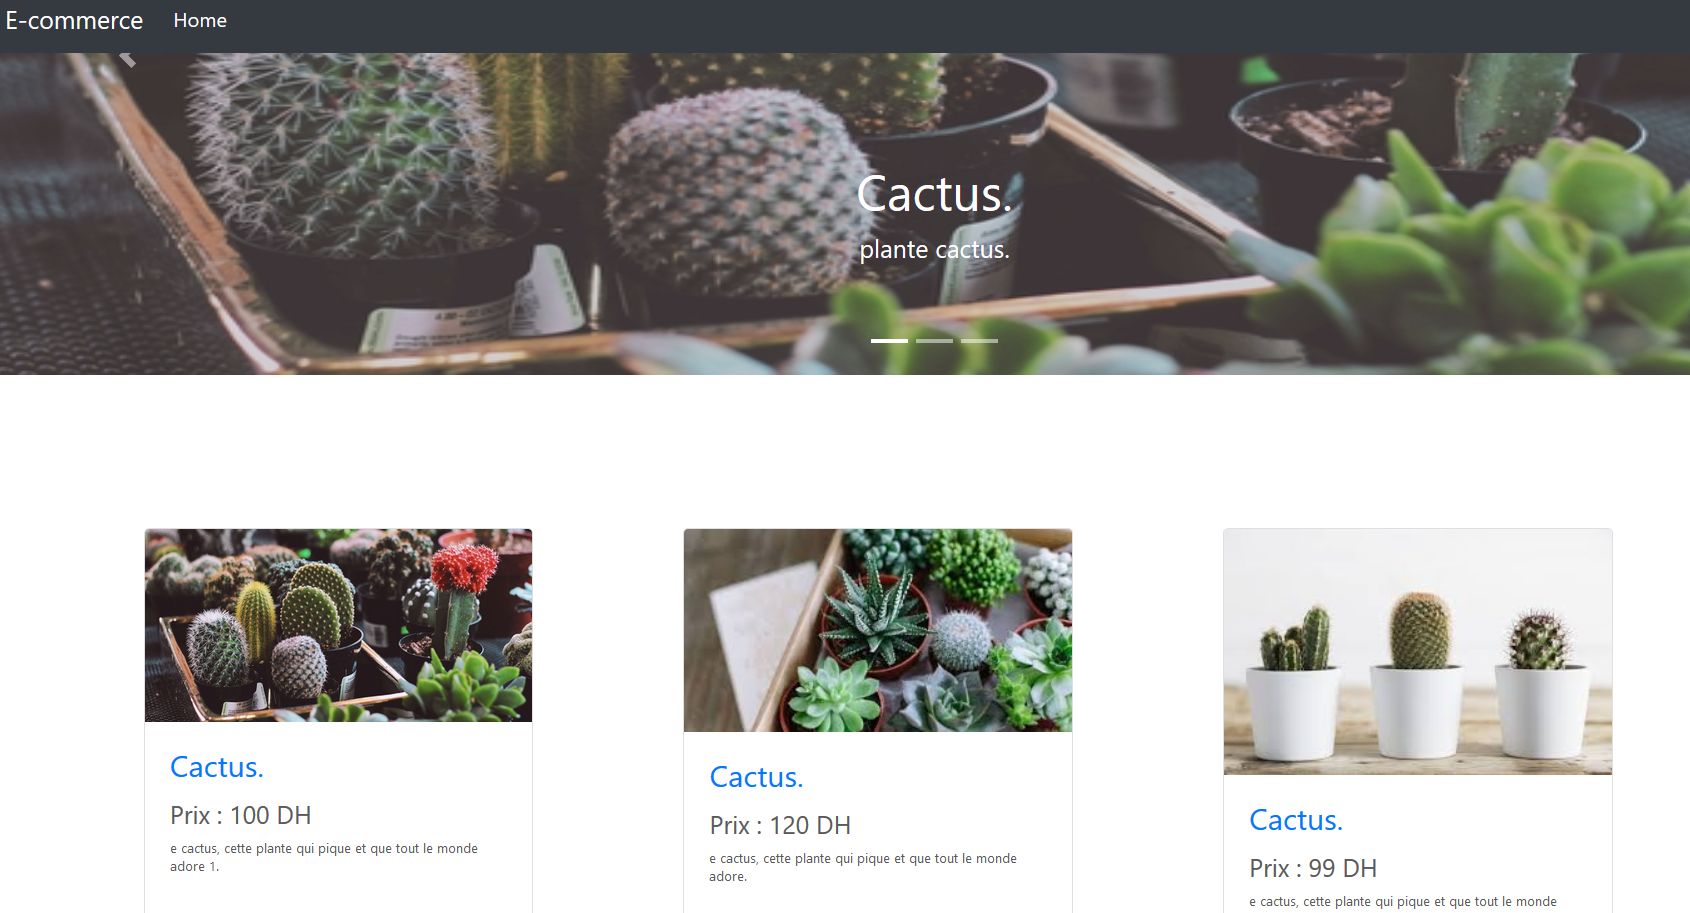 E-commerce Home
Cactus.
plante cactus.
Cactus.
Prix : 100 DH
e cactus, cette plante qui pique et que tout le monde
adore 1.
Cactus.
Prix : 120 DH
e cactus, cette plante qui pique et que tout le monde
adore.
Cactus.
Prix : 99 DH
e cactus, cette plante qui pique et que tout le monde